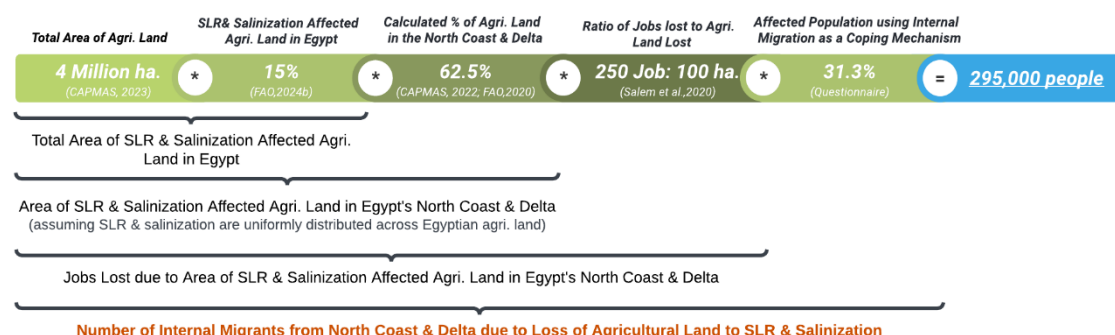 Total Area of Agri. Land
SLR& Salinization Affected
Agri. Land in Egypt
Calculated % of Agri. Land
in the North Coast & Delta
Ratio of Jobs lost to Agri.
Land Lost
Affected Population using Internal
Migration as a Coping Mechanism
4 Million ha.
(CAPMAS, 2023)
*
15%
(FAO,2024b)
*
62.5%
(CAPMAS, 2022; FAO,2020)
*
250 Job: 100 ha.
(Salem et al.,2020)
*
31.3%
(Questionnaire)
=
295,000 people
Total Area of SLR & Salinization Affected Agri.
Land in Egypt
Area of SLR & Salinization Affected Agri. Land in Egypt's North Coast & Delta
(assuming SLR & salinization are uniformly distributed across Egyptian agri. land)
Jobs Lost due to Area of SLR & Salinization Affected Agri. Land in Egypt's North Coast & Delta
Number of Internal Migrants from North Coast & Delta due to Loss of Agricultural Land to SLR & Salinization